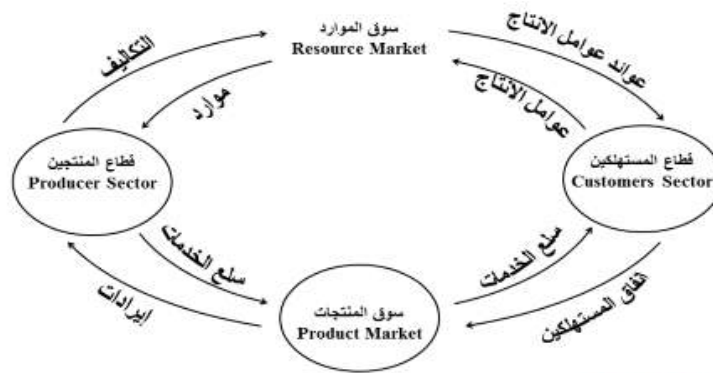 سوق الموارد
Resource Market
التكاليف
عوائد عوامل الانتاج
موارد
عوامل الانتاج
قطاع المنتجين
Producer Sector
قطاع المستهلكين
Customers Sector
سلع الخدمات
سلع الخدمات
إيرادات
انفاق المستهلكين
سوق المنتجات
Product Market